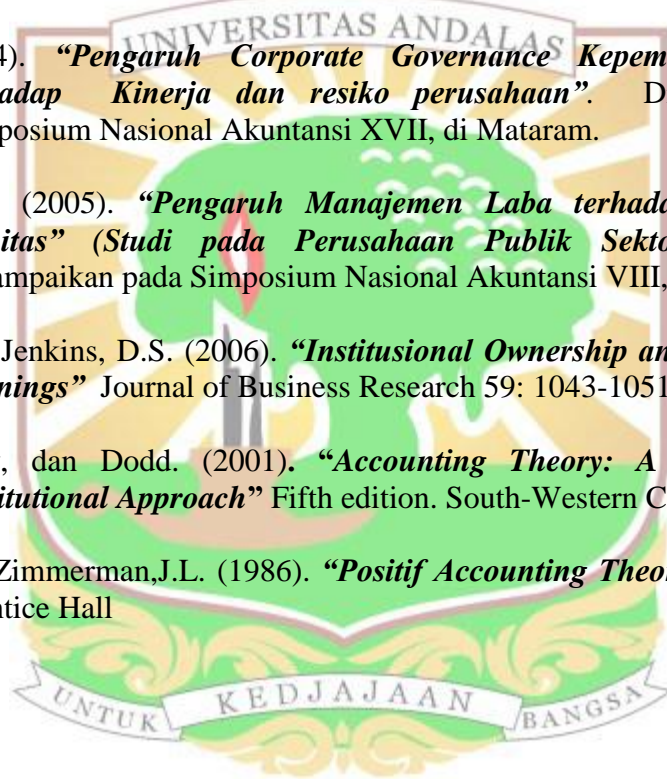 UNIVERSITAS ANDALAS
4). “Pengaruh Corporate Governance Kepem
adap Kinerja dan resiko perusahaan”. D
posium Nasional Akuntansi XVII, di Mataram.
(2005). “Pengaruh Manajemen Laba terhada
itas” (Studi pada Perusahaan Publik Sekto
ampaikan pada Simposium Nasional Akuntansi VIII,
Jenkins, D.S. (2006). “Institusional Ownership an
nings” Journal of Business Research 59: 1043-1051
, dan Dodd. (2001). “Accounting Theory: A
itutional Approach” Fifth edition. South-Western C
Zimmerman,J.L. (1986). “Positif Accounting Theor
ntice Hall
UNTUK KEDJAJAAN BANGSA